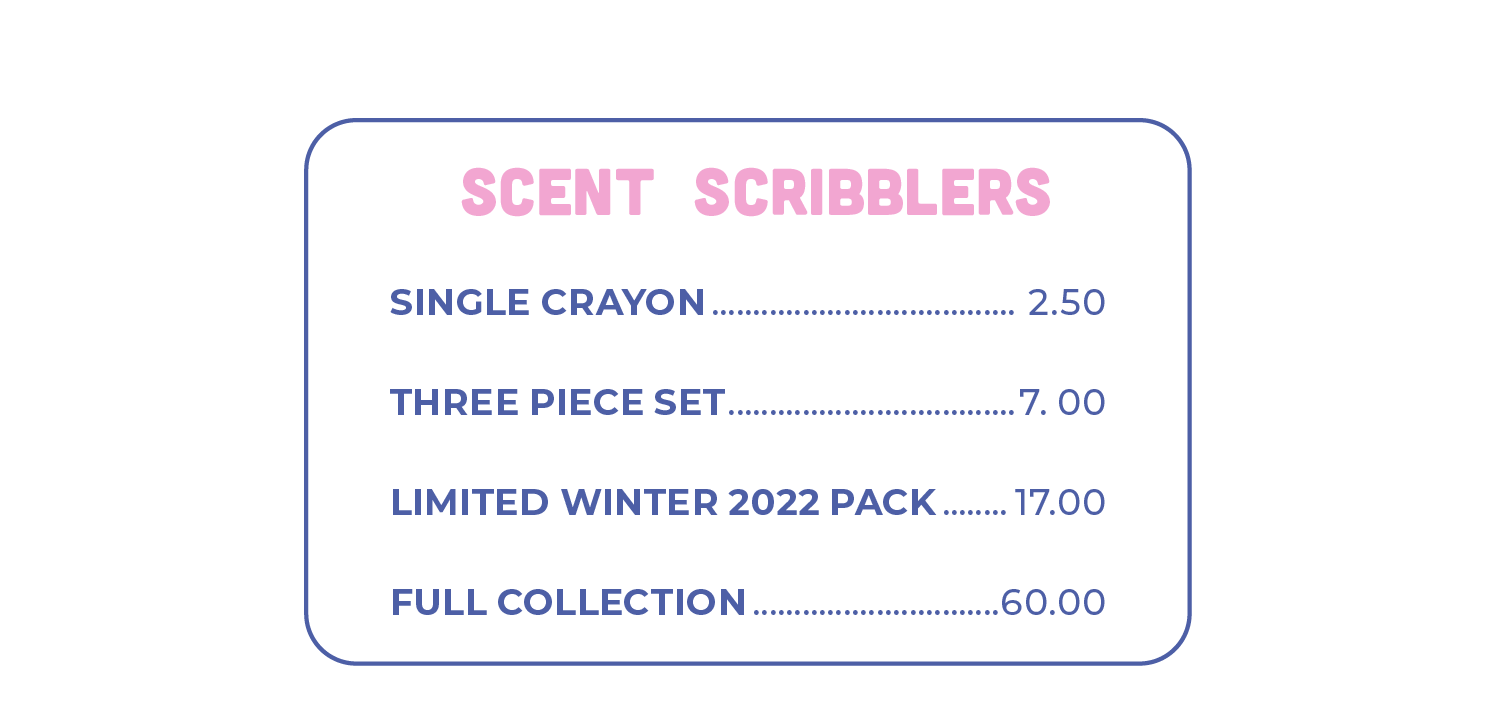 SCENT SCRIBBLERS
SINGLE CRAYON..................................... 2.50
THREE PIECE SET...................................7. 00
LIMITED WINTER 2022 PACK........ 17.00
FULL COLLECTION..............................60.00